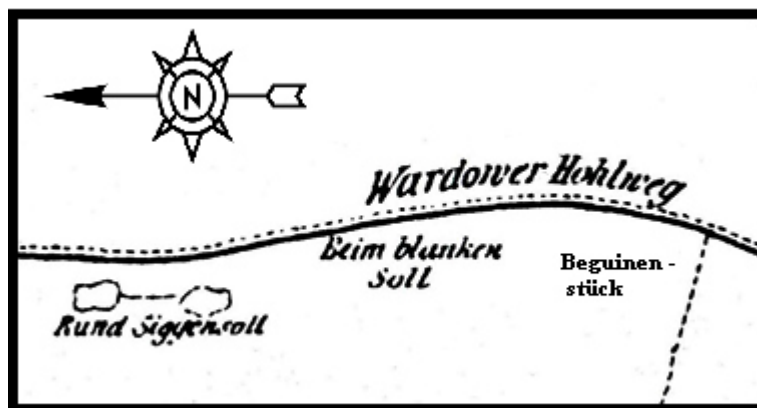 N
Wardower Hohlweg
Beim blanken
Soll
Beguinen -
stück
Rund Siggensoll